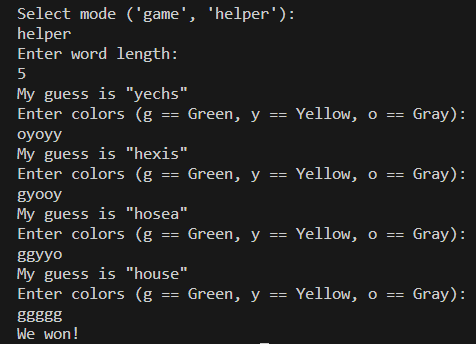 Select mode ('game', 'helper'):
helper
Enter word length:
5
My guess is "yechs"
Enter colors (g == Green, y == Yellow, o == Gray):
oyoyy
My guess is "hexis"
Enter colors (g == Green, y == Yellow, o == Gray):
gyooy
My guess is "hosea"
Enter colors (g == Green, y == Yellow, o == Gray):
ggyyo
My guess is "house"
Enter colors (g == Green, y == Yellow, o == Gray):
ggggg
We won!